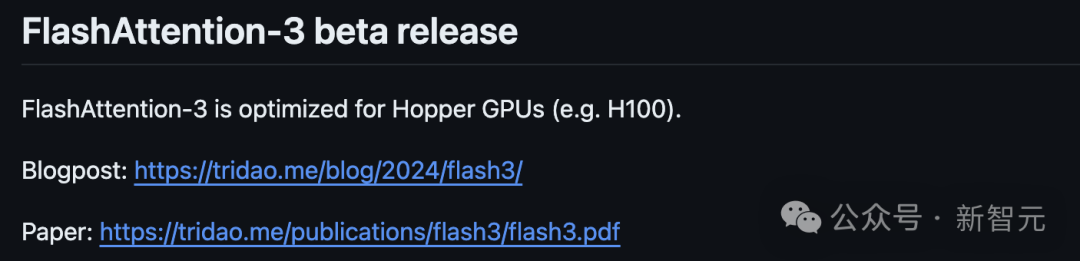 FlashAttention-3 beta release
FlashAttention-3 is optimized for Hopper GPUs (e.g. H100).
Blogpost: https://tridao.me/blog/2024/flash3/
Paper: https://tridao.me/publications/flash3/flash3.pdf
公众号 · 新智元